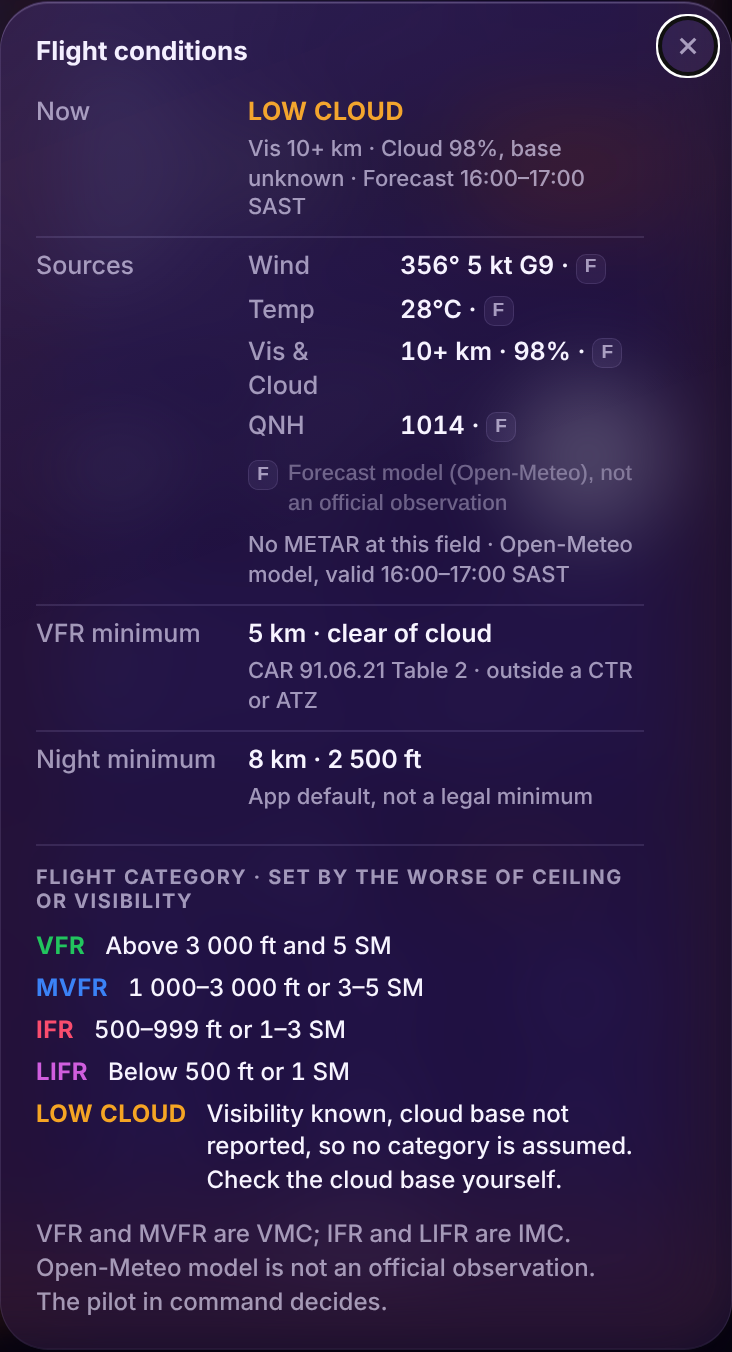 Flight conditions
Now
LOW CLOUD
Vis 10+ km · Cloud 98%, base
unknown · Forecast 16:00–17:00
SAST
Sources
Wind 356° 5 kt G9 · F
Temp 28°C · F
Vis & 10+ km · 98% · F
Cloud
QNH 1014 · F
F Forecast model (Open-Meteo), not
an official observation
No METAR at this field · Open-Meteo
model, valid 16:00–17:00 SAST
VFR minimum
5 km · clear of cloud
CAR 91.06.21 Table 2 · outside a CTR
or ATZ
Night minimum
8 km · 2 500 ft
App default, not a legal minimum
FLIGHT CATEGORY · SET BY THE WORSE OF CEILING
OR VISIBILITY
VFR Above 3 000 ft and 5 SM
MVFR 1 000–3 000 ft or 3–5 SM
IFR 500–999 ft or 1–3 SM
LIFR Below 500 ft or 1 SM
LOW CLOUD Visibility known, cloud base not
reported, so no category is assumed.
Check the cloud base yourself.
VFR and MVFR are VMC; IFR and LIFR are IMC.
Open-Meteo model is not an official observation.
The pilot in command decides.